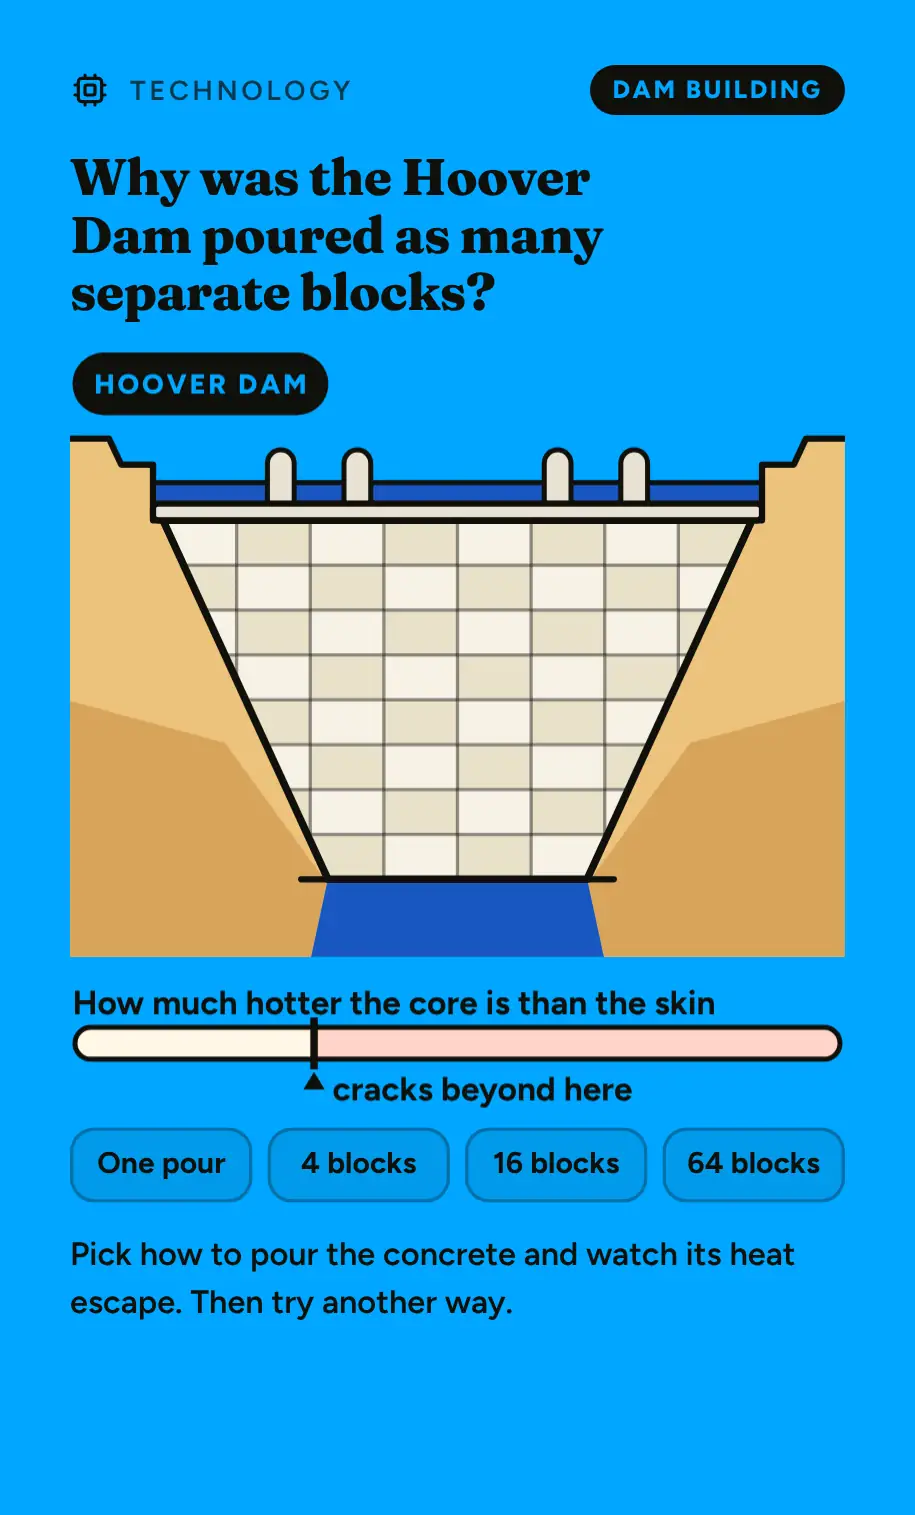 TECHNOLOGY
DAM BUILDING
Why was the Hoover
Dam poured as many
separate blocks?
HOOVER DAM
How much hotter the core is than the skin
cracks beyond here
One pour
4 blocks
16 blocks
64 blocks
Pick how to pour the concrete and watch its heat
escape. Then try another way.